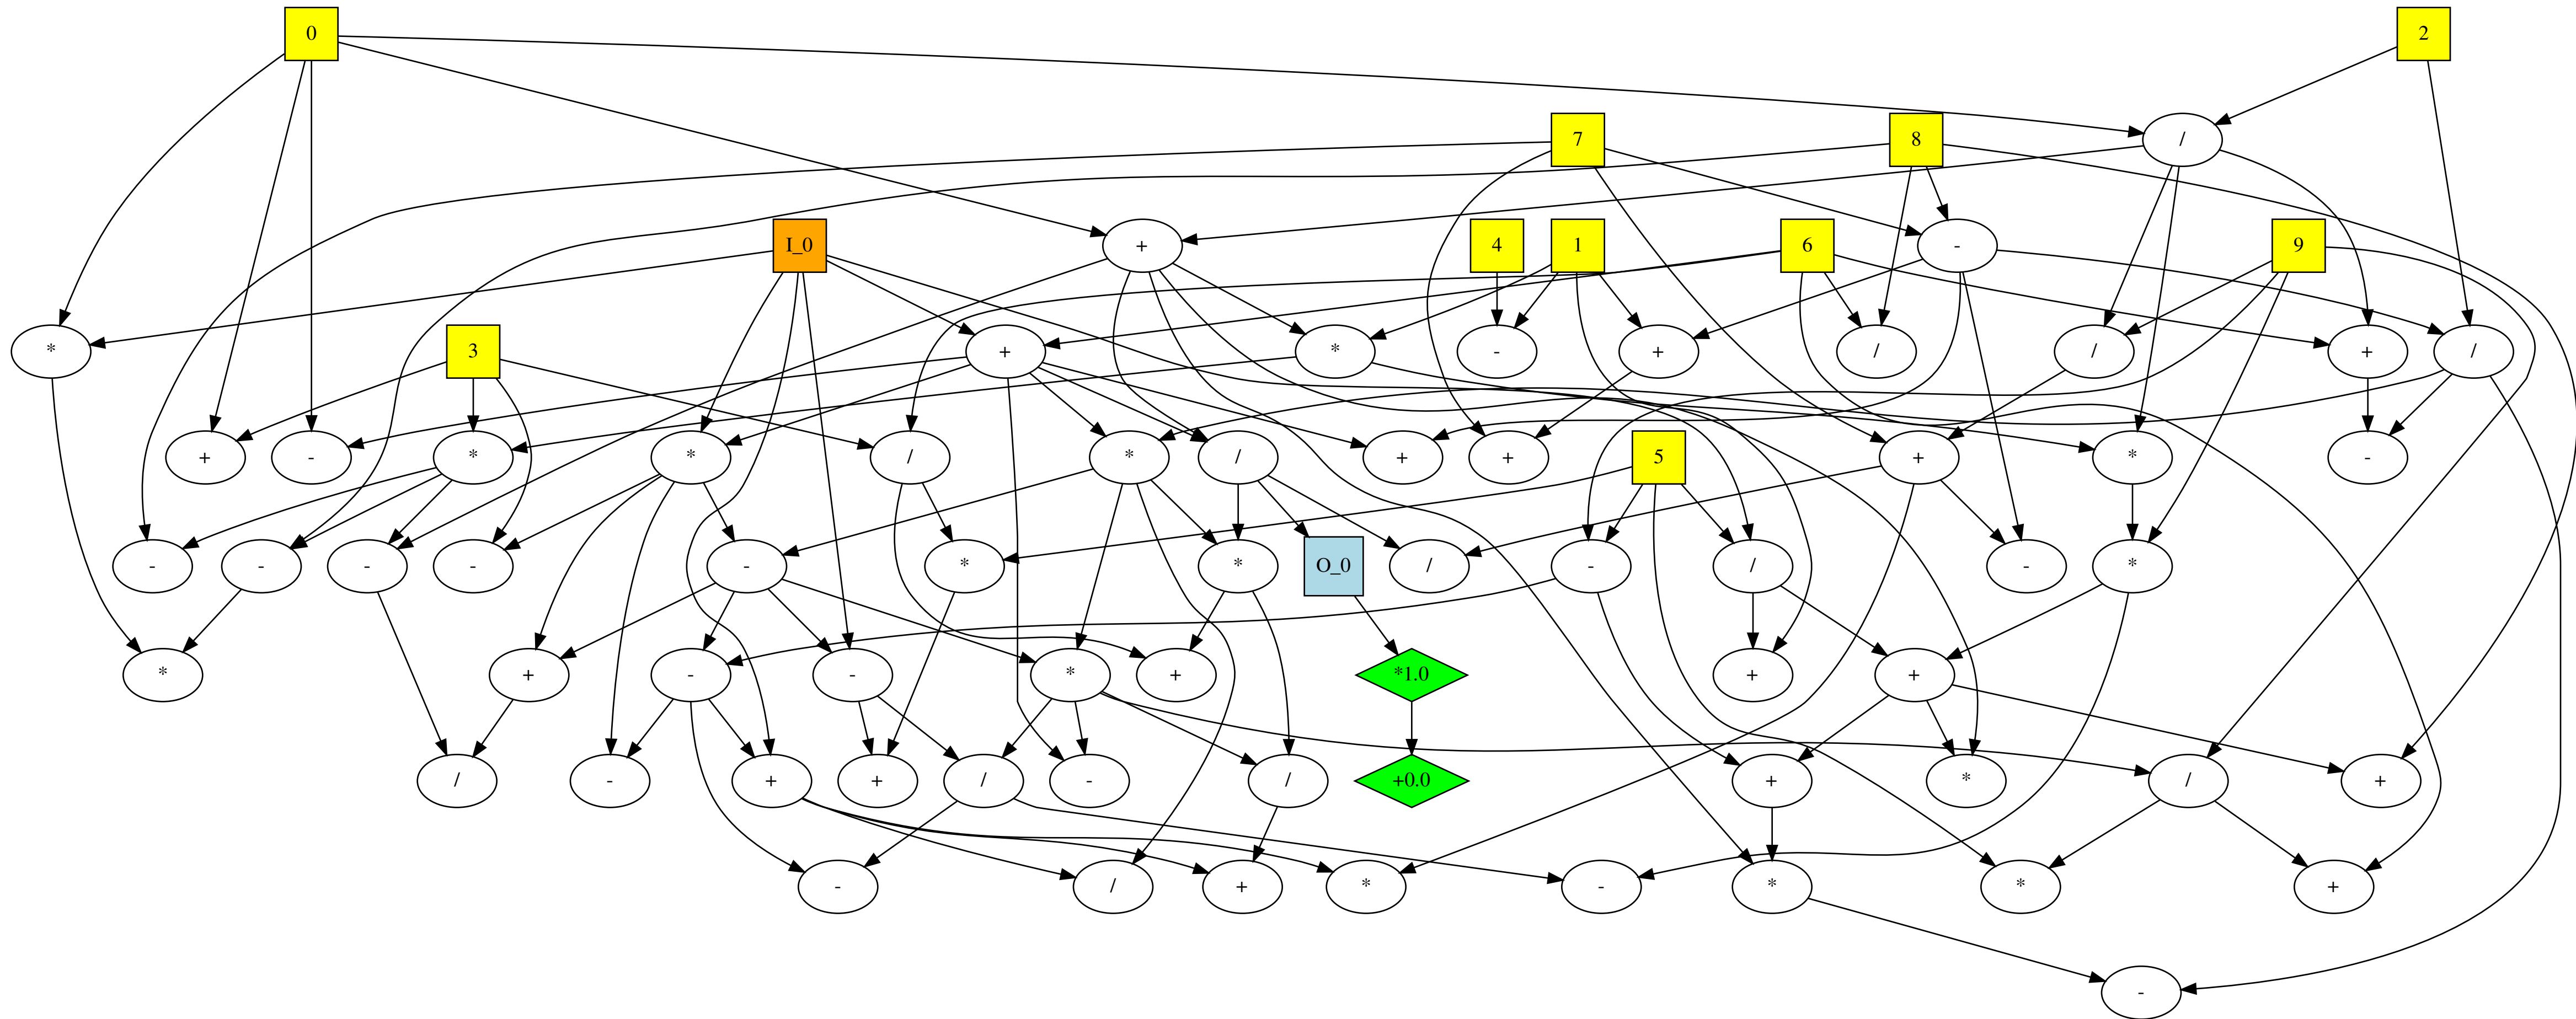 0 2
7 8 /
I_0 + 4 1 6 - 9
* 3 + * - + / / + /
+ - * * / * / + + 5 + * -
- - - - - * * O_0 / - / - *
* + - - * + *1.0 + +
/ - + + / - / +0.0 + * / +
- / + * - * * +
-